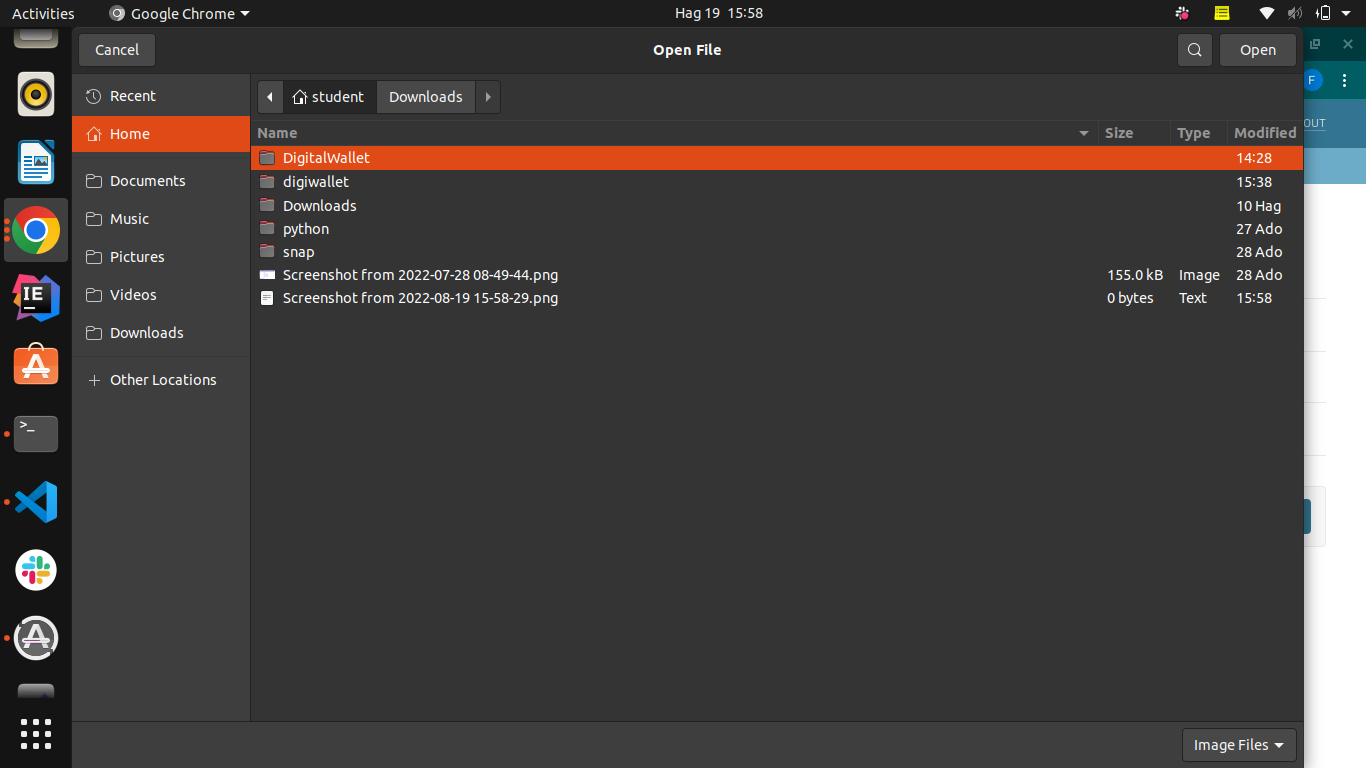 Activities Google Chrome Hag 19 15:58
Cancel Open File Open
F
OUT
Recent
Home
Documents
Music
Pictures
Videos
Downloads
Other Locations
student Downloads
Name Size Type Modified
DigitalWallet 14:28
digiwallet 15:38
Downloads 10 Hag
python 27 Ado
snap 28 Ado
Screenshot from 2022-07-28 08-49-44.png 155.0 kB Image 28 Ado
Screenshot from 2022-08-19 15-58-29.png 0 bytes Text 15:58
IE
>_
Image Files